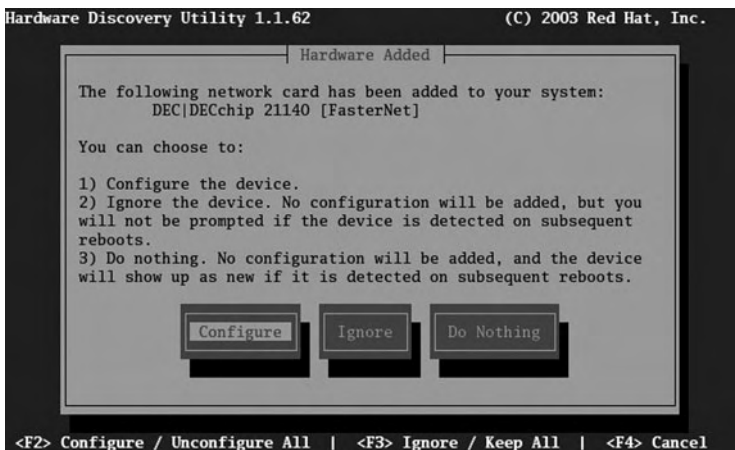 Hardware Discovery Utility 1.1.62 (C) 2003 Red Hat, Inc.
Hardware Added
The following network card has been added to your system:
DEC|DECchip 21140 [FasterNet]
You can choose to:
1) Configure the device.
2) Ignore the device. No configuration will be added, but you
will not be prompted if the device is detected on subsequent
reboots.
3) Do nothing. No configuration will be added, and the device
will show up as new if it is detected on subsequent reboots.
Configure Ignore Do Nothing
<F2> Configure / Unconfigure All | <F3> Ignore / Keep All | <F4> Cancel